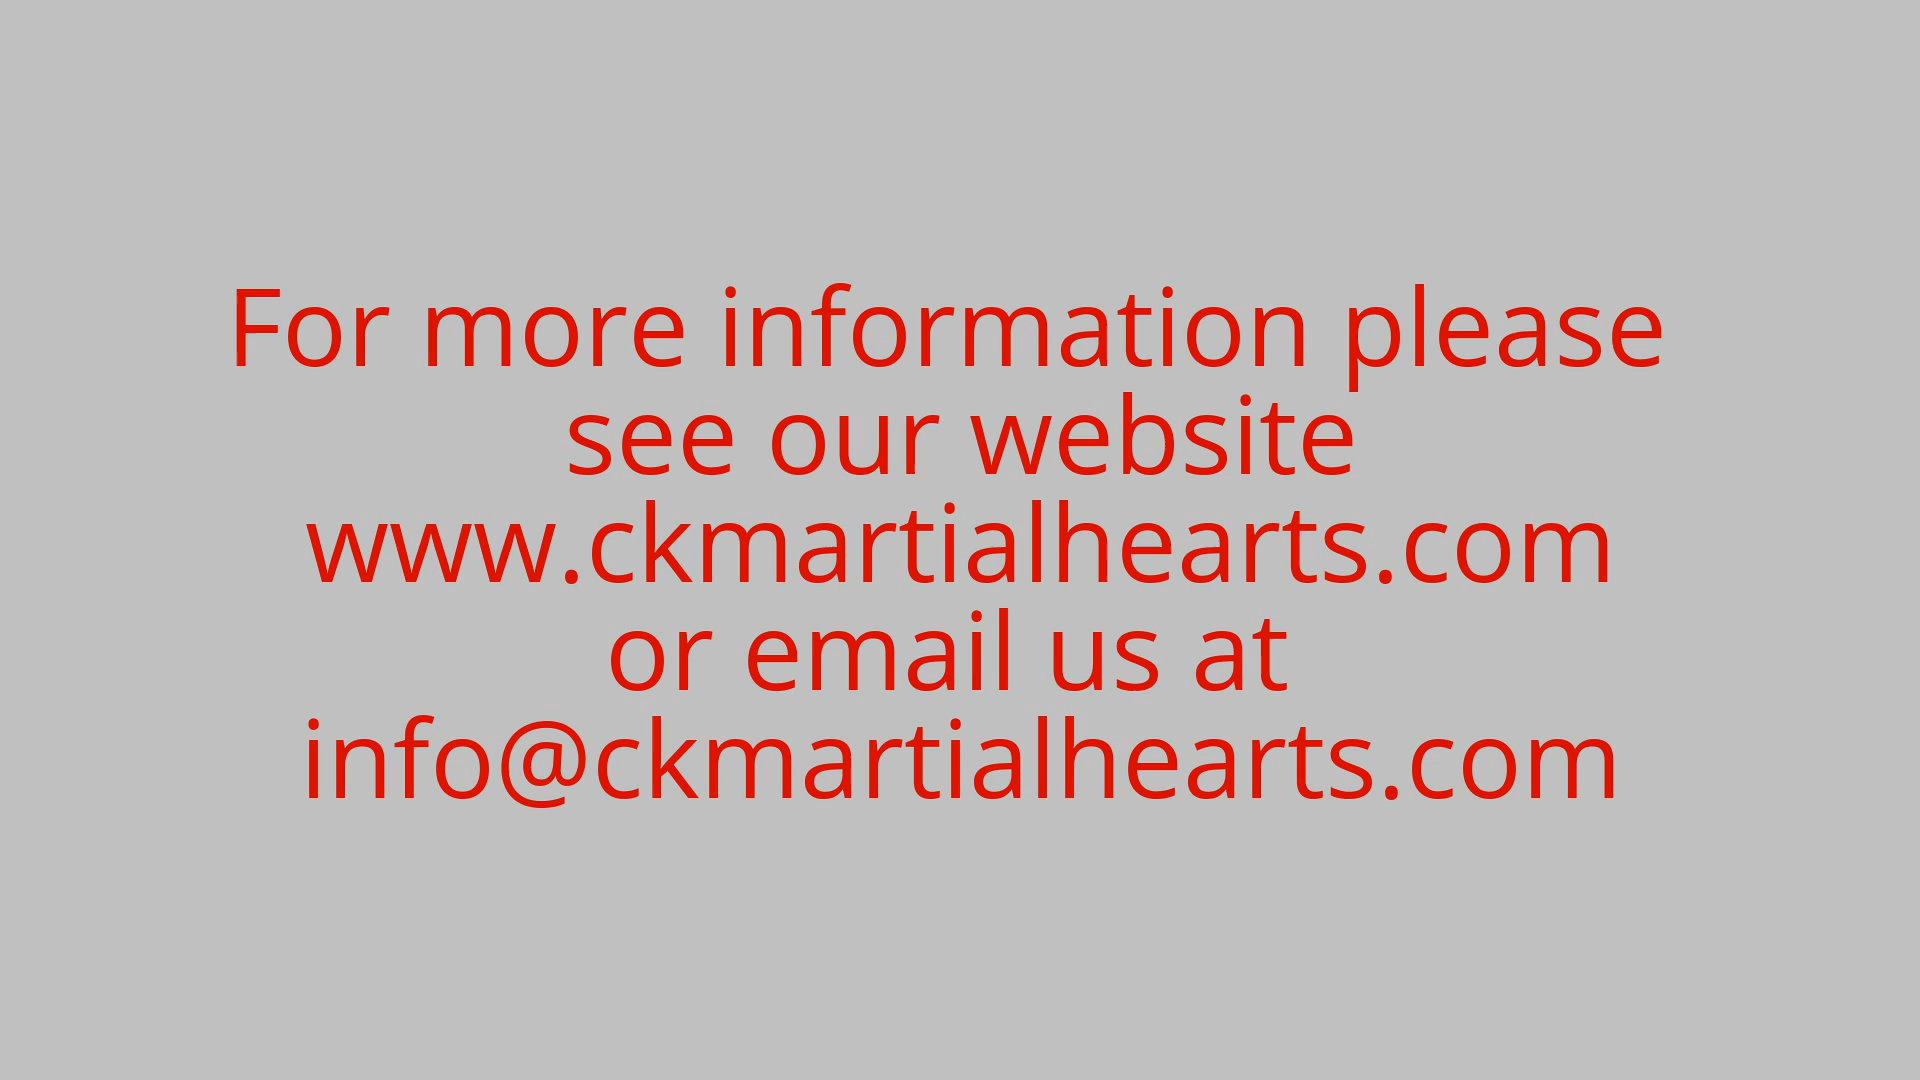 For more information please
see our website
www.ckmartialhearts.com
or email us at
info@ckmartialhearts.com